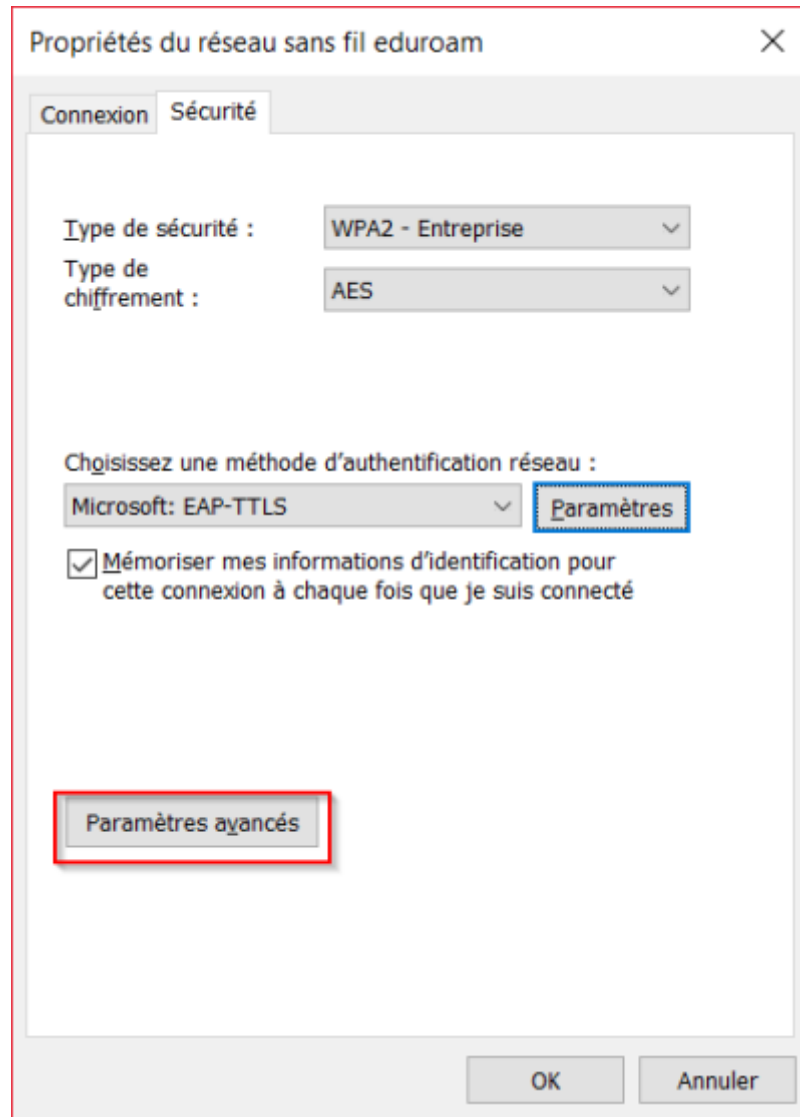 Propriétés du réseau sans fil eduroam
Connexion
Sécurité
Type de sécurité :
WPA2 - Entreprise
Type de
chiffrement :
AES
Choisissez une méthode d'authentification réseau :
Microsoft: EAP-TTLS
Paramètres
Mémoriser mes informations d'identification pour
cette connexion à chaque fois que je suis connecté
Paramètres avancés
OK
Annuler